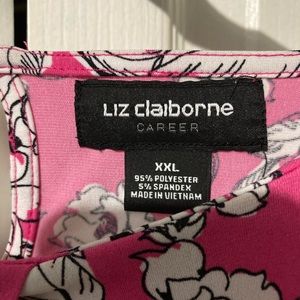 Liz claiborne
CAREER
XXL
95% POLYESTER
5% SPANDEX
MADE IN VIETNAM